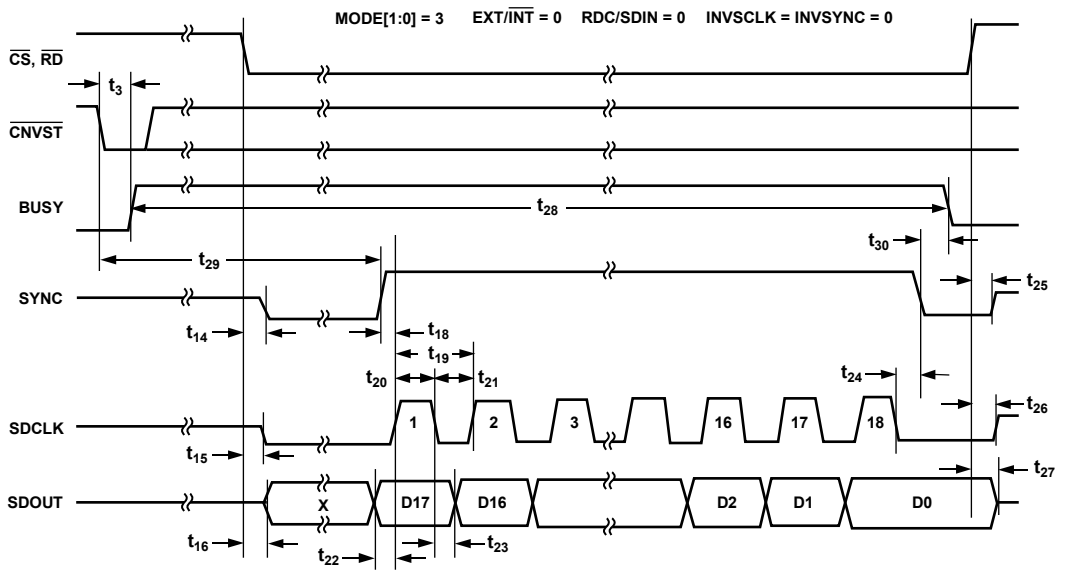 MODE[1:0] = 3 EXT/INT = 0 RDC/SDIN = 0 INVSCLK = INVSYNC = 0
CS, RD
t3
CNVST
BUSY
t28
t30
t29
t25
SYNC
t14
t18
t19
t20
t21
t24
t26
SDCLK
1 2 3 16 17 18
t15
t27
SDOUT
X D17 D16 D2 D1 D0
t16
t22
t23